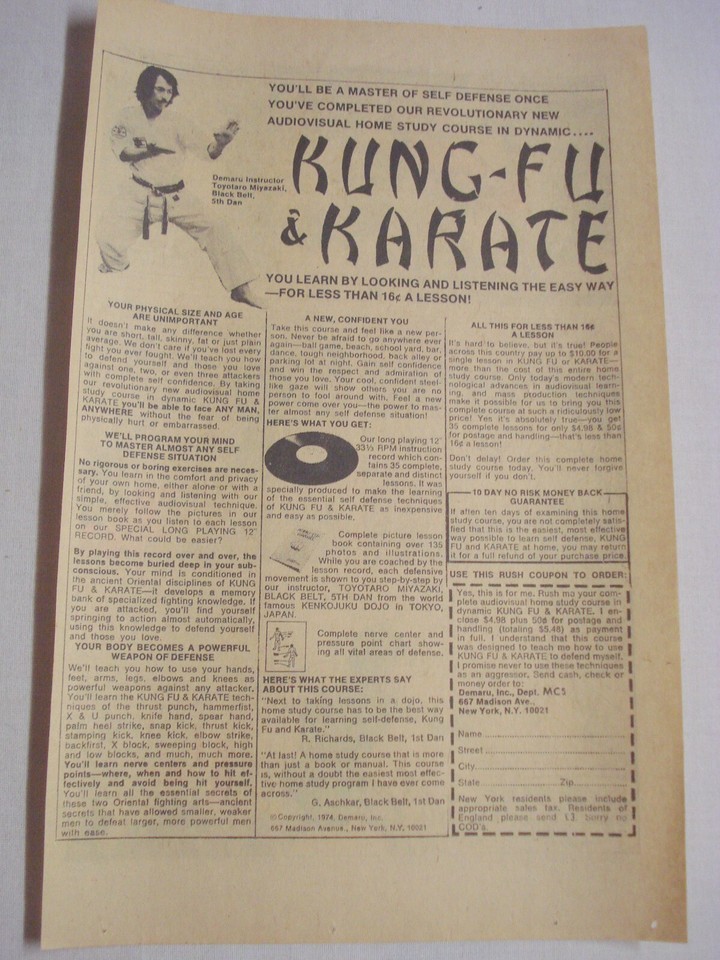 YOU'LL BE A MASTER OF SELF DEFENSE ONCE
YOU'VE COMPLETED OUR REVOLUTIONARY NEW
AUDIOVISUAL HOME STUDY COURSE IN DYNAMIC....
KUNG-FU
& KARATE
Demaru Instructor
Toyotaro Miyazaki,
Black Belt,
5th Dan
YOU LEARN BY LOOKING AND LISTENING THE EASY WAY
—FOR LESS THAN 16¢ A LESSON!
YOUR PHYSICAL SIZE AND AGE
ARE UNIMPORTANT
It doesn't make any difference whether
you are short, tall, skinny, fat or just plain
average. We don't care if you've lost every
fight you ever fought. We'll teach you how
to defend yourself and those you love
against one, two, or even three attackers
with complete self confidence. By taking
our revolutionary new audiovisual home
study course in dynamic KUNG FU &
KARATE you'll be able to face ANY MAN,
ANYWHERE without the fear of being
physically hurt or embarrassed.
WE'LL PROGRAM YOUR MIND
TO MASTER ALMOST ANY SELF
DEFENSE SITUATION
No rigorous or boring exercises are neces-
sary. You learn in the comfort and privacy
of your own home, either alone or with a
friend, by looking and listening with our
simple, effective audiovisual technique.
You merely follow the pictures in our
lesson book as you listen to each lesson
on our SPECIAL LONG PLAYING 12"
RECORD. What could be easier?
By playing this record over and over, the
lessons become buried deep in your sub-
conscious. Your mind is conditioned in
the ancient Oriental disciplines of KUNG
FU & KARATE—it develops a memory
bank of specialized fighting knowledge. If
you are attacked, you'll find yourself
springing to action almost automatically,
using this knowledge to defend yourself
and those you love.
YOUR BODY BECOMES A POWERFUL
WEAPON OF DEFENSE
We'll teach you how to use your hands,
feet, arms, legs, elbows and knees as
powerful weapons against any attacker.
You'll learn the KUNG FU & KARATE tech-
niques of the thrust punch, hammerfist,
X & U punch, knife hand, spear hand,
palm heel strike, snap kick, thrust kick,
stamping kick, knee kick, elbow strike,
backfirst, X block, sweeping block, high
and low blocks, and much, much more.
You'll learn nerve centers and pressure
points—where, when and how to hit ef-
fectively and avoid being hit yourself.
You'll learn all the essential secrets of
these two Oriental fighting arts—ancient
secrets that have allowed smaller, weaker
men to defeat larger, more powerful men
with ease.
A NEW, CONFIDENT YOU
Take this course and feel like a new per-
son. Never be afraid to go anywhere ever
again—ball game, beach, school yard, bar,
dance, tough neighborhood, back alley or
parking lot at night. Gain self confidence
and win the respect and admiration of
those you love. Your cool, confident steel-
like gaze will show others you are no
person to fool around with. Feel a new
power come over you—the power to mas-
ter almost any self defense situation!
HERE'S WHAT YOU GET:
Our long playing 12"
33⅓ RPM instruction
record which con-
tains 35 complete,
separate and distinct
lessons. It was
specially produced to make the learning
of the essential self defense techniques
of KUNG FU & KARATE as inexpensive
and easy as possible.
Complete picture lesson
book containing over 135
photos and illustrations.
While you are coached by the
lesson record, each defensive
movement is shown to you step-by-step by
our instructor, TOYOTARO MIYAZAKI,
BLACK BELT, 5TH DAN from the world
famous KENKOJUKU DOJO in TOKYO,
JAPAN.
Complete nerve center and
pressure point chart show-
ing all vital areas of defense.
HERE'S WHAT THE EXPERTS SAY
ABOUT THIS COURSE:
"Next to taking lessons in a dojo, this
home study course has to be the best way
available for learning self-defense, Kung
Fu and Karate."
R. Richards, Black Belt, 1st Dan
"At last! A home study course that is more
than just a book or manual. This course
is, without a doubt the easiest most effec-
tive home study program I have ever come
across."
G. Aschkar, Black Belt, 1st Dan
© Copyright, 1974, Demaru, Inc.
667 Madison Avenue., New York, N.Y. 10021
ALL THIS FOR LESS THAN 16¢
A LESSON
It's hard to believe, but it's true! People
across this country pay up to $10.00 for a
single lesson in KUNG FU or KARATE—
more than the cost of this entire home
study course. Only today's modern tech-
nological advances in audiovisual learn-
ing, and mass production techniques
make it possible for us to bring you this
complete course at such a ridiculously low
price! Yes it's absolutely true—you get
35 complete lessons for only $4.98 & 50¢
for postage and handling—that's less than
16¢ a lesson!
Don't delay! Order this complete home
study course today. You'll never forgive
yourself if you don't.
10 DAY NO RISK MONEY BACK
GUARANTEE
If after ten days of examining this home
study course, you are not completely satis-
fied that this is the easiest, most effective
way possible to learn self defense, KUNG
FU and KARATE at home, you may return
it for a full refund of your purchase price.
USE THIS RUSH COUPON TO ORDER:
Yes, this is for me. Rush me your com-
plete audiovisual home study course in
dynamic KUNG FU & KARATE. I en-
close $4.98 plus 50¢ for postage and
handling (totaling $5.48) as payment
in full. I understand that this course
was designed to teach me how to use
KUNG FU & KARATE to defend myself.
I promise never to use these techniques
as an aggressor. Send cash, check or
money order to:
Demaru, Inc., Dept. MC5
667 Madison Ave.,
New York, N.Y. 10021
Name
Street
City
State Zip
New York residents please include
appropriate sales tax. Residents of
England please send £3. Sorry no
COD's.